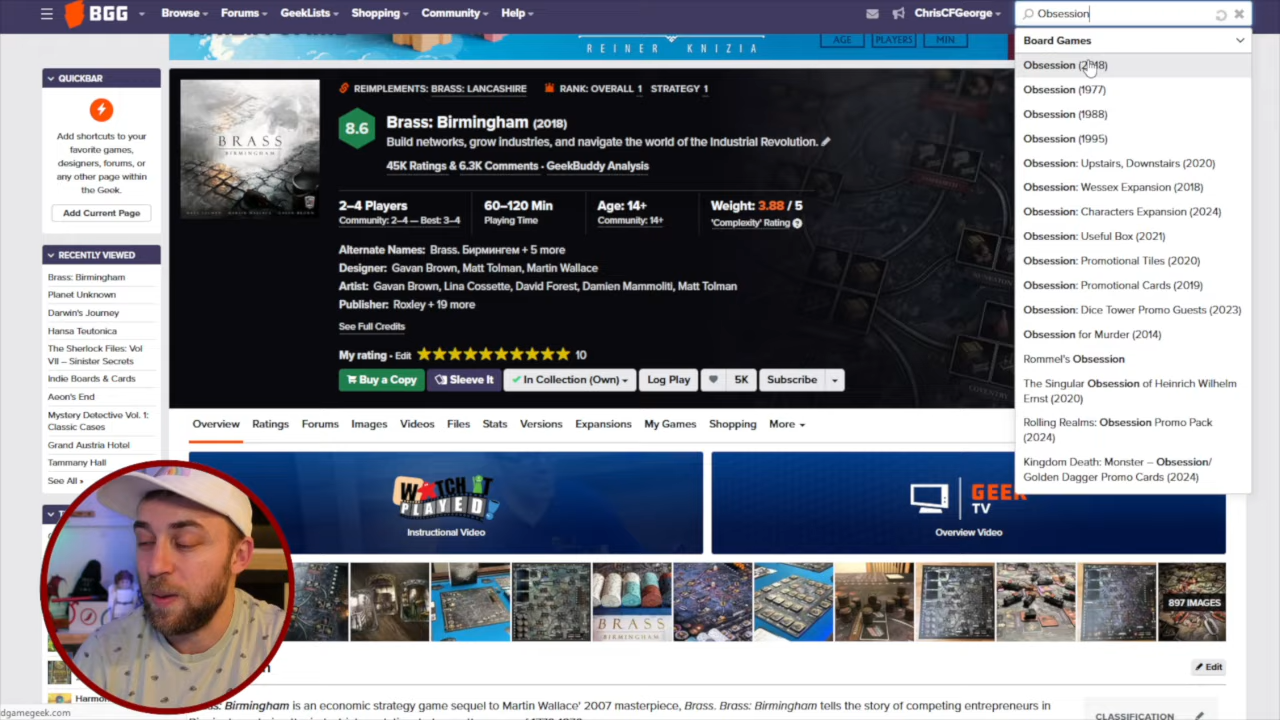 BGG
Browse
Forums
GeekLists
Shopping
Community
Help
ChrisCFGeorge
Obsession
REINER KNIZIA
AGE
PLAYERS
MIN
Board Games
Obsession
Obsession (1977)
Obsession (1988)
Obsession (1995)
Obsession: Upstairs, Downstairs (2020)
Obsession: Wessex Expansion (2018)
Obsession: Characters Expansion (2024)
Obsession: Useful Box (2021)
Obsession: Promotional Tiles (2020)
Obsession: Promotional Cards (2019)
Obsession: Dice Tower Promo Guests (2023)
Obsession for Murder (2014)
Rommel's Obsession
The Singular Obsession of Heinrich Wilhelm
Ernst (2020)
Rolling Realms: Obsession Promo Pack
(2024)
Kingdom Death: Monster – Obsession/
Golden Dagger Promo Cards (2024)
QUICKBAR
Add shortcuts to your
favorite games,
designers, forums, or
any other page within
the Geek.
Add Current Page
RECENTLY VIEWED
Brass: Birmingham
Planet Unknown
Darwin's Journey
Hansa Teutonica
The Sherlock Files: Vol
VII – Sinister Secrets
Indie Boards & Cards
Aeon's End
Mystery Detective Vol. 1:
Classic Cases
Grand Austria Hotel
Tammany Hall
See All »
BRASS
BIRMINGHAM
REIMPLEMENTS: BRASS: LANCASHIRE
RANK: OVERALL 1 STRATEGY 1
8.6
Brass: Birmingham (2018)
Build networks, grow industries, and navigate the world of the Industrial Revolution.
45K Ratings & 6.3K Comments · GeekBuddy Analysis
2–4 Players
Community: 2–4 — Best: 3–4
60–120 Min
Playing Time
Age: 14+
Community: 14+
Weight: 3.88 / 5
'Complexity' Rating
Alternate Names: Brass. Бирмингем + 5 more
Designer: Gavan Brown, Matt Tolman, Martin Wallace
Artist: Gavan Brown, Lina Cossette, David Forest, Damien Mammoliti, Matt Tolman
Publisher: Roxley + 19 more
See Full Credits
My rating · Edit
10
Buy a Copy
Sleeve It
In Collection (Own)
Log Play
5K
Subscribe
Overview
Ratings
Forums
Images
Videos
Files
Stats
Versions
Expansions
My Games
Shopping
More
WATCH IT
PLAYED
Instructional Video
GEEK
TV
Overview Video
BRASS
BIRMINGHAM
897 IMAGES
Edit
Harmon
dgamegeek.com
Brass: Birmingham is an economic strategy game sequel to Martin Wallace' 2007 masterpiece, Brass. Brass: Birmingham tells the story of competing entrepreneurs in
CLASSIFICATION